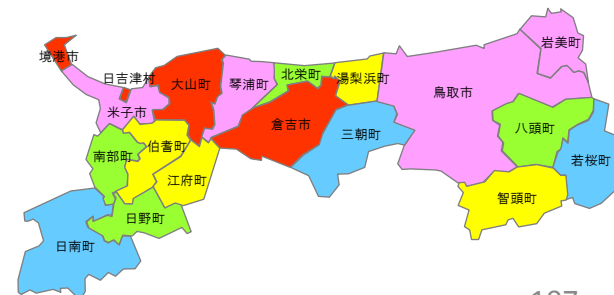 境港市
日吉津村
米子市
大山町
琴浦町
北栄町
湯梨浜町
鳥取市
岩美町
倉吉市
三朝町
八頭町
若桜町
智頭町
南部町
伯耆町
江府町
日野町
日南町